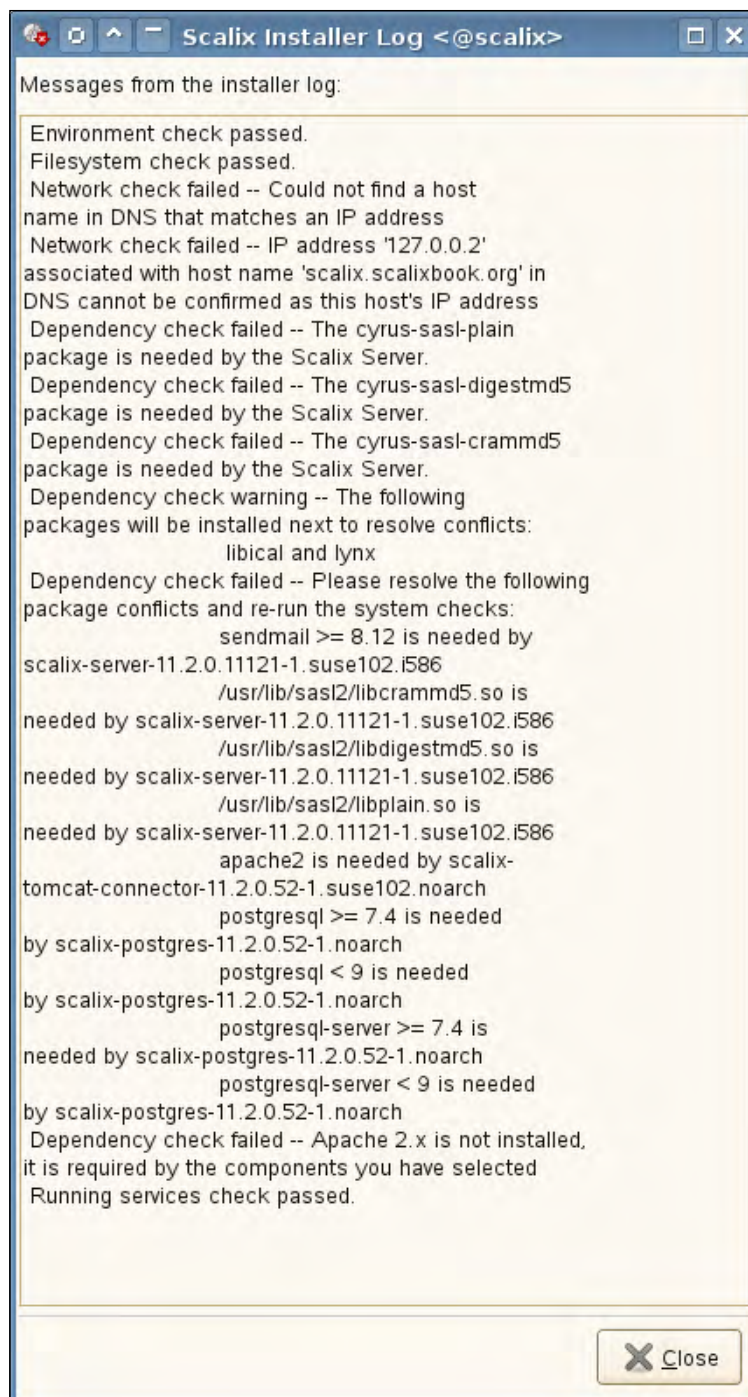 Scalix Installer Log <@scalix>
Messages from the installer log:
Environment check passed.
Filesystem check passed.
Network check failed -- Could not find a host
name in DNS that matches an IP address
Network check failed -- IP address '127.0.0.2'
associated with host name 'scalix.scalixbook.org' in
DNS cannot be confirmed as this host's IP address
Dependency check failed -- The cyrus-sasl-plain
package is needed by the Scalix Server.
Dependency check failed -- The cyrus-sasl-digestmd5
package is needed by the Scalix Server.
Dependency check failed -- The cyrus-sasl-crammd5
package is needed by the Scalix Server.
Dependency check warning -- The following
packages will be installed next to resolve conflicts:
libical and lynx
Dependency check failed -- Please resolve the following
package conflicts and re-run the system checks:
sendmail >= 8.12 is needed by
scalix-server-11.2.0.11121-1.suse102.i586
/usr/lib/sasl2/libcrammd5.so is
needed by scalix-server-11.2.0.11121-1.suse102.i586
/usr/lib/sasl2/libdigestmd5.so is
needed by scalix-server-11.2.0.11121-1.suse102.i586
/usr/lib/sasl2/libplain.so is
needed by scalix-server-11.2.0.11121-1.suse102.i586
apache2 is needed by scalix-
tomcat-connector-11.2.0.52-1.suse102.noarch
postgresql >= 7.4 is needed
by scalix-postgres-11.2.0.52-1.noarch
postgresql < 9 is needed
by scalix-postgres-11.2.0.52-1.noarch
postgresql-server >= 7.4 is
needed by scalix-postgres-11.2.0.52-1.noarch
postgresql-server < 9 is needed
by scalix-postgres-11.2.0.52-1.noarch
Dependency check failed -- Apache 2.x is not installed,
it is required by the components you have selected
Running services check passed.
Close